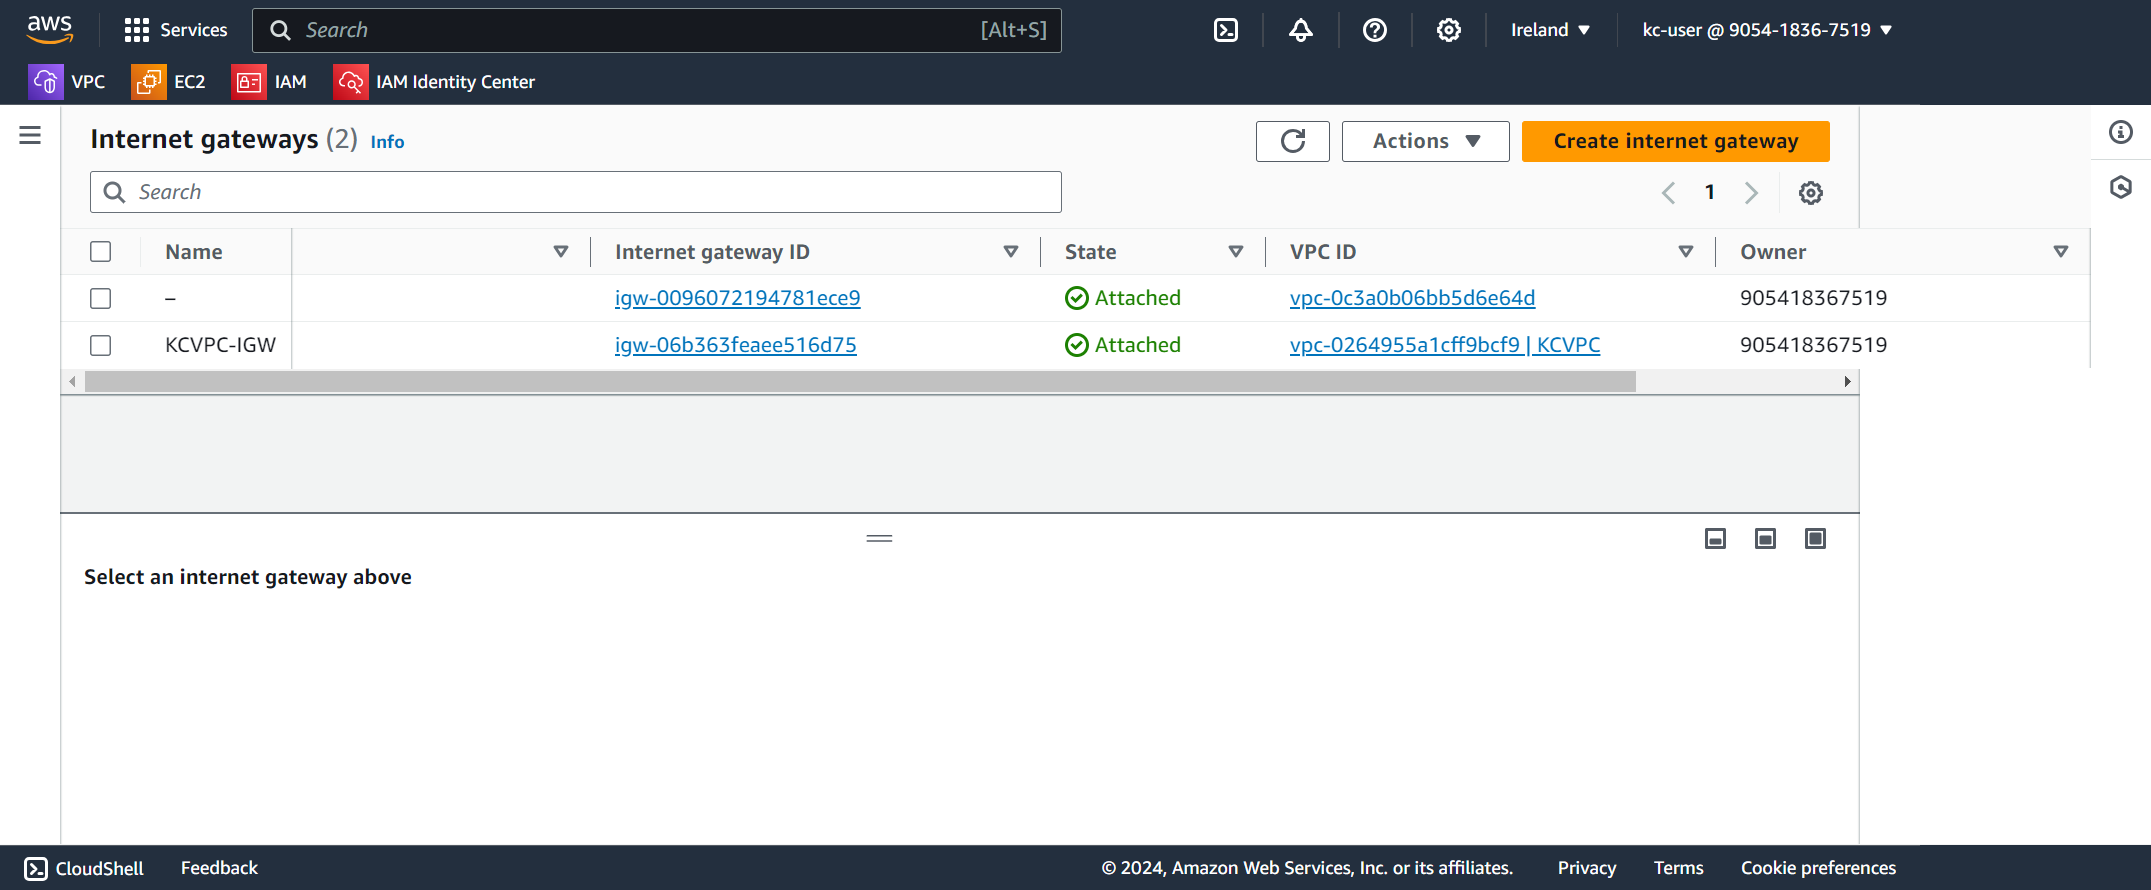 aws Services Search [Alt+S] Ireland kc-user @ 9054-1836-7519
VPC EC2 IAM IAM Identity Center
Internet gateways (2) Info Actions Create internet gateway
Search 1
Name Internet gateway ID State VPC ID Owner
– igw-0096072194781ece9 Attached vpc-0c3a0b06bb5d6e64d 905418367519
KCVPC-IGW igw-06b363feaee516d75 Attached vpc-0264955a1cff9bcf9 | KCVPC 905418367519
Select an internet gateway above
CloudShell Feedback © 2024, Amazon Web Services, Inc. or its affiliates. Privacy Terms Cookie preferences